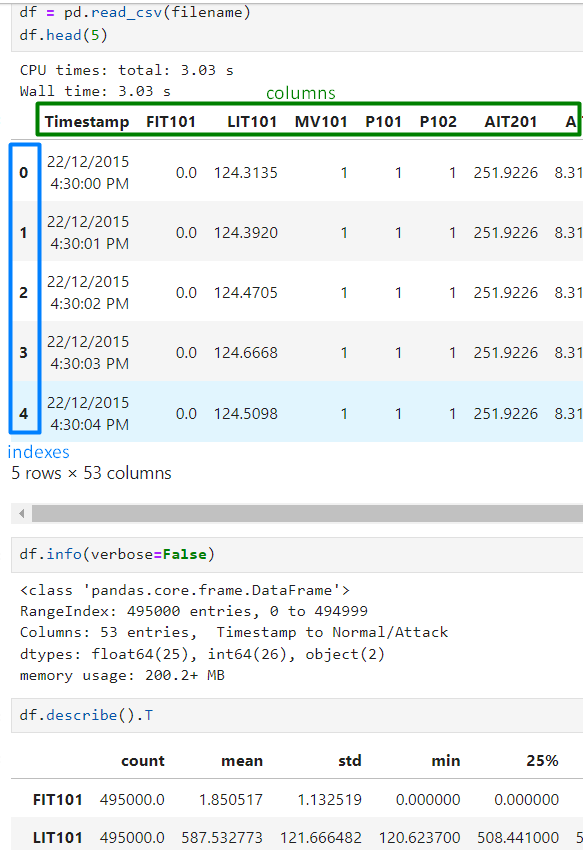 df = pd.read_csv(filename)
df.head(5)
CPU times: total: 3.03 s
Wall time: 3.03 s
columns
Timestamp FIT101 LIT101 MV101 P101 P102 AIT201 A
0 22/12/2015 4:30:00 PM 0.0 124.3135 1 1 1 251.9226 8.31
1 22/12/2015 4:30:01 PM 0.0 124.3920 1 1 1 251.9226 8.31
2 22/12/2015 4:30:02 PM 0.0 124.4705 1 1 1 251.9226 8.31
3 22/12/2015 4:30:03 PM 0.0 124.6668 1 1 1 251.9226 8.31
4 22/12/2015 4:30:04 PM 0.0 124.5098 1 1 1 251.9226 8.31
indexes
5 rows × 53 columns
df.info(verbose=False)
<class 'pandas.core.frame.DataFrame'>
RangeIndex: 495000 entries, 0 to 494999
Columns: 53 entries, Timestamp to Normal/Attack
dtypes: float64(25), int64(26), object(2)
memory usage: 200.2+ MB
df.describe().T
count mean std min 25%
FIT101 495000.0 1.850517 1.132519 0.000000 0.000000
LIT101 495000.0 587.532773 121.666482 120.623700 508.441000 5